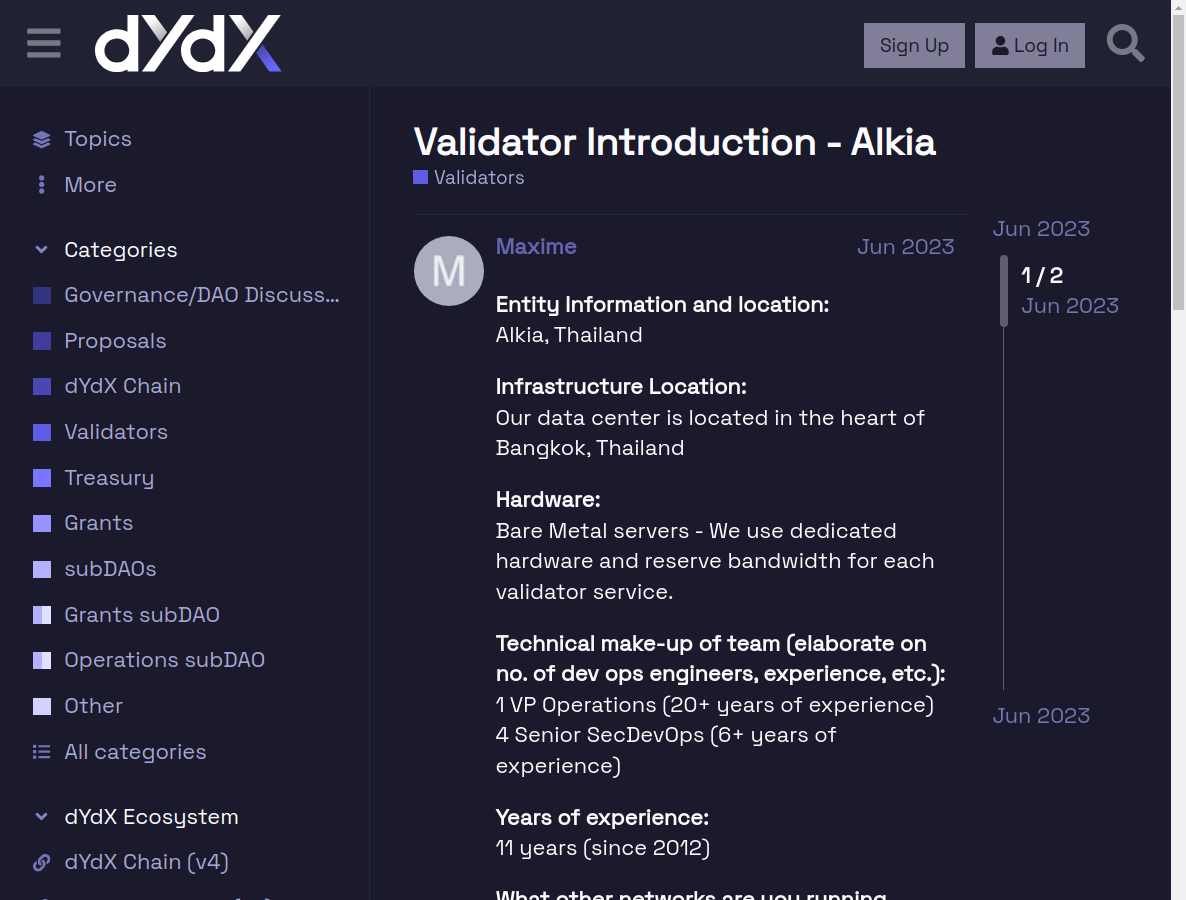 dYdX
Sign Up
Log In
Topics
More
Categories
Governance/DAO Discuss...
Proposals
dYdX Chain
Validators
Treasury
Grants
subDAOs
Grants subDAO
Operations subDAO
Other
All categories
dYdX Ecosystem
dYdX Chain (v4)
Validator Introduction - Alkia
Validators
M
Maxime
Jun 2023
Entity Information and location:
Alkia, Thailand
Infrastructure Location:
Our data center is located in the heart of
Bangkok, Thailand
Hardware:
Bare Metal servers - We use dedicated
hardware and reserve bandwidth for each
validator service.
Technical make-up of team (elaborate on
no. of dev ops engineers, experience, etc.):
1 VP Operations (20+ years of experience)
4 Senior SecDevOps (6+ years of
experience)
Years of experience:
11 years (since 2012)
What other networks are you running
Jun 2023
1 / 2
Jun 2023
Jun 2023